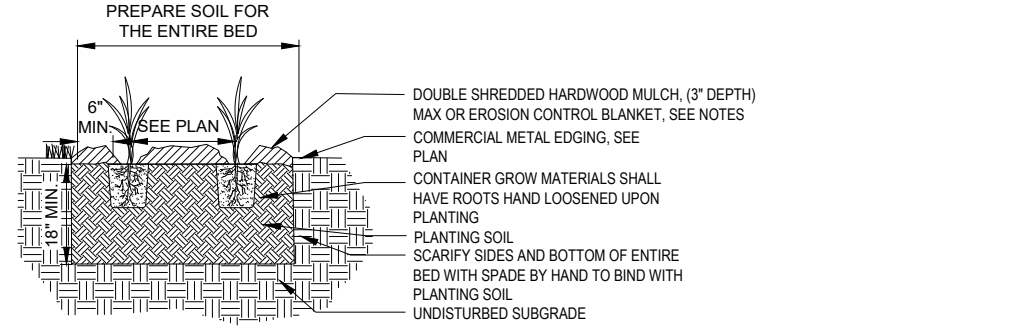 PREPARE SOIL FOR
THE ENTIRE BED
6"
MIN.
SEE PLAN
18" MIN.
DOUBLE SHREDDED HARDWOOD MULCH, (3" DEPTH)
MAX OR EROSION CONTROL BLANKET, SEE NOTES
COMMERCIAL METAL EDGING, SEE
PLAN
CONTAINER GROW MATERIALS SHALL
HAVE ROOTS HAND LOOSENED UPON
PLANTING
PLANTING SOIL
SCARIFY SIDES AND BOTTOM OF ENTIRE
BED WITH SPADE BY HAND TO BIND WITH
PLANTING SOIL
UNDISTURBED SUBGRADE